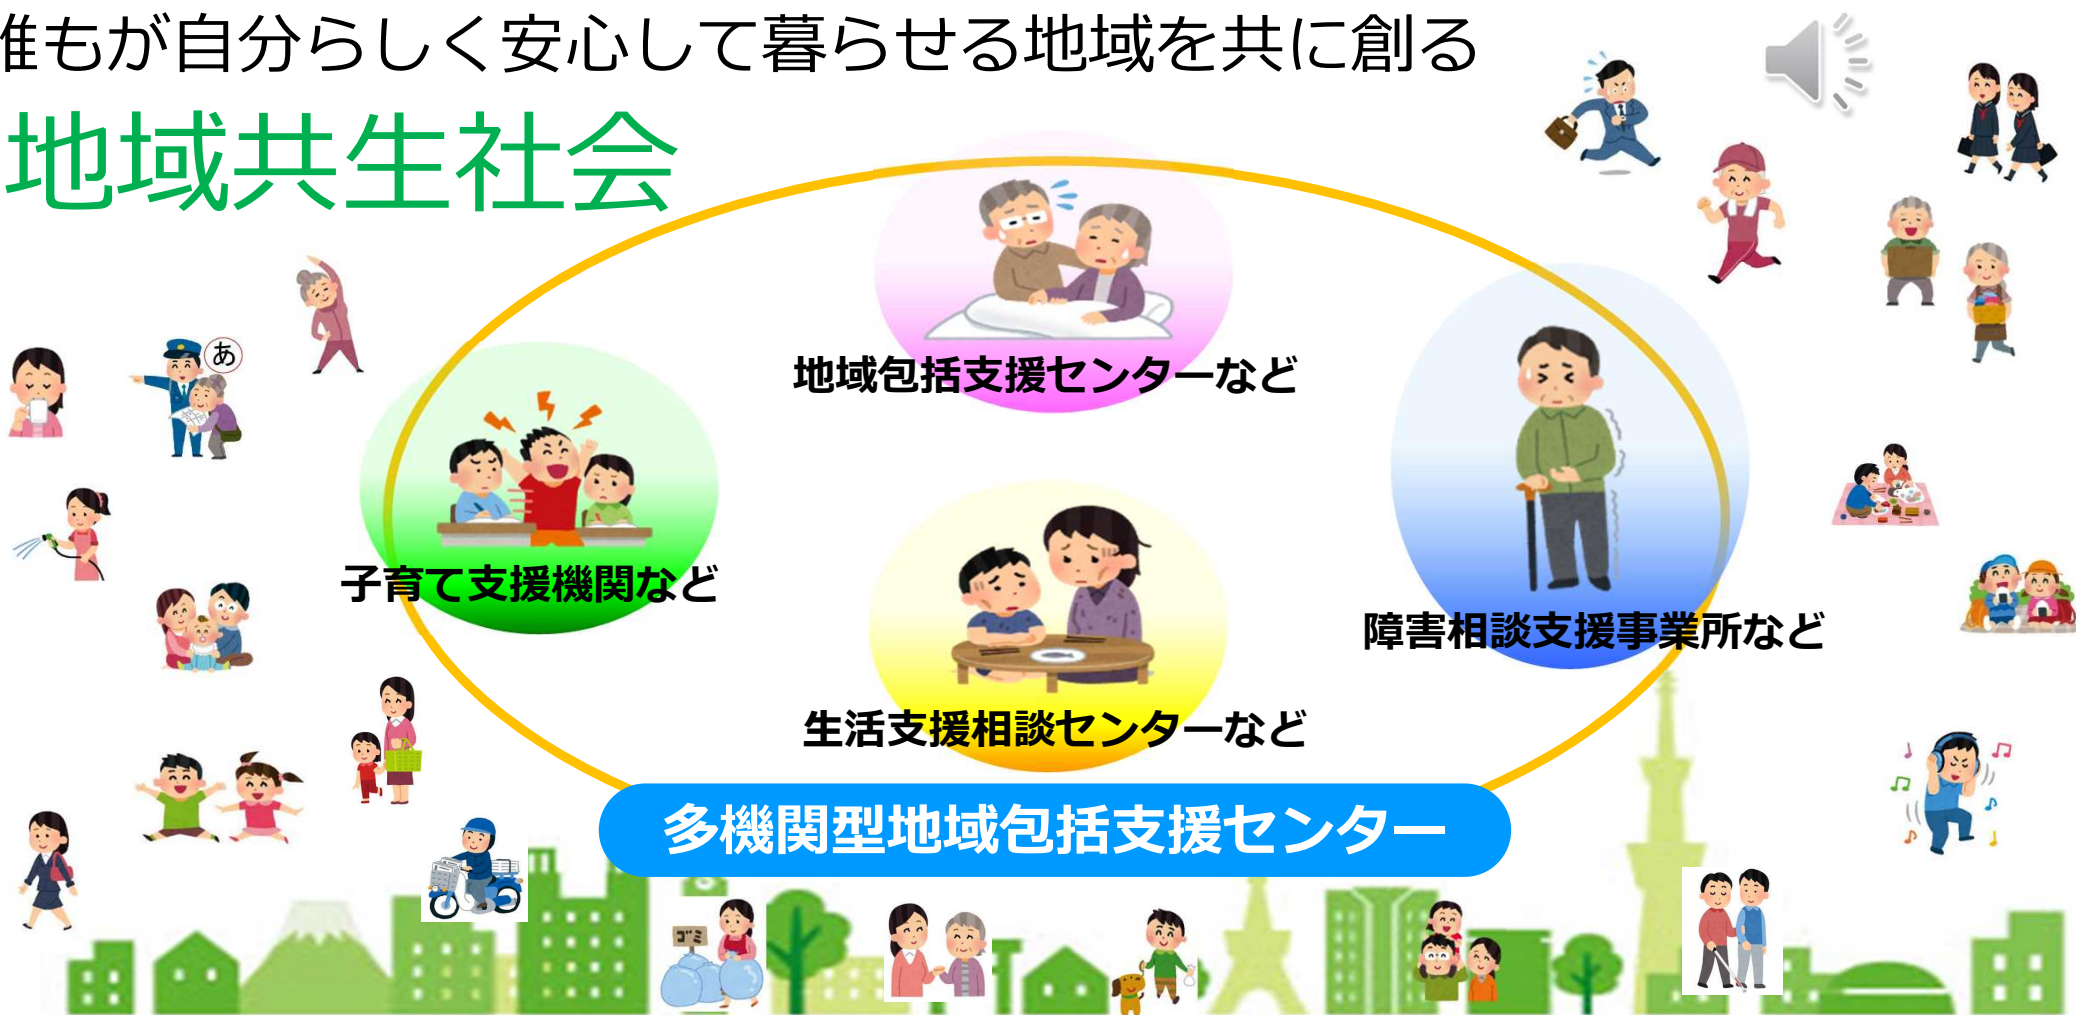 誰もが自分らしく安心して暮らせる地域を共に創る
地域共生社会
あ
地域包括支援センターなど
子育て支援機関など
障害相談支援事業所など
生活支援相談センターなど
多機関型地域包括支援センター
ゴミ